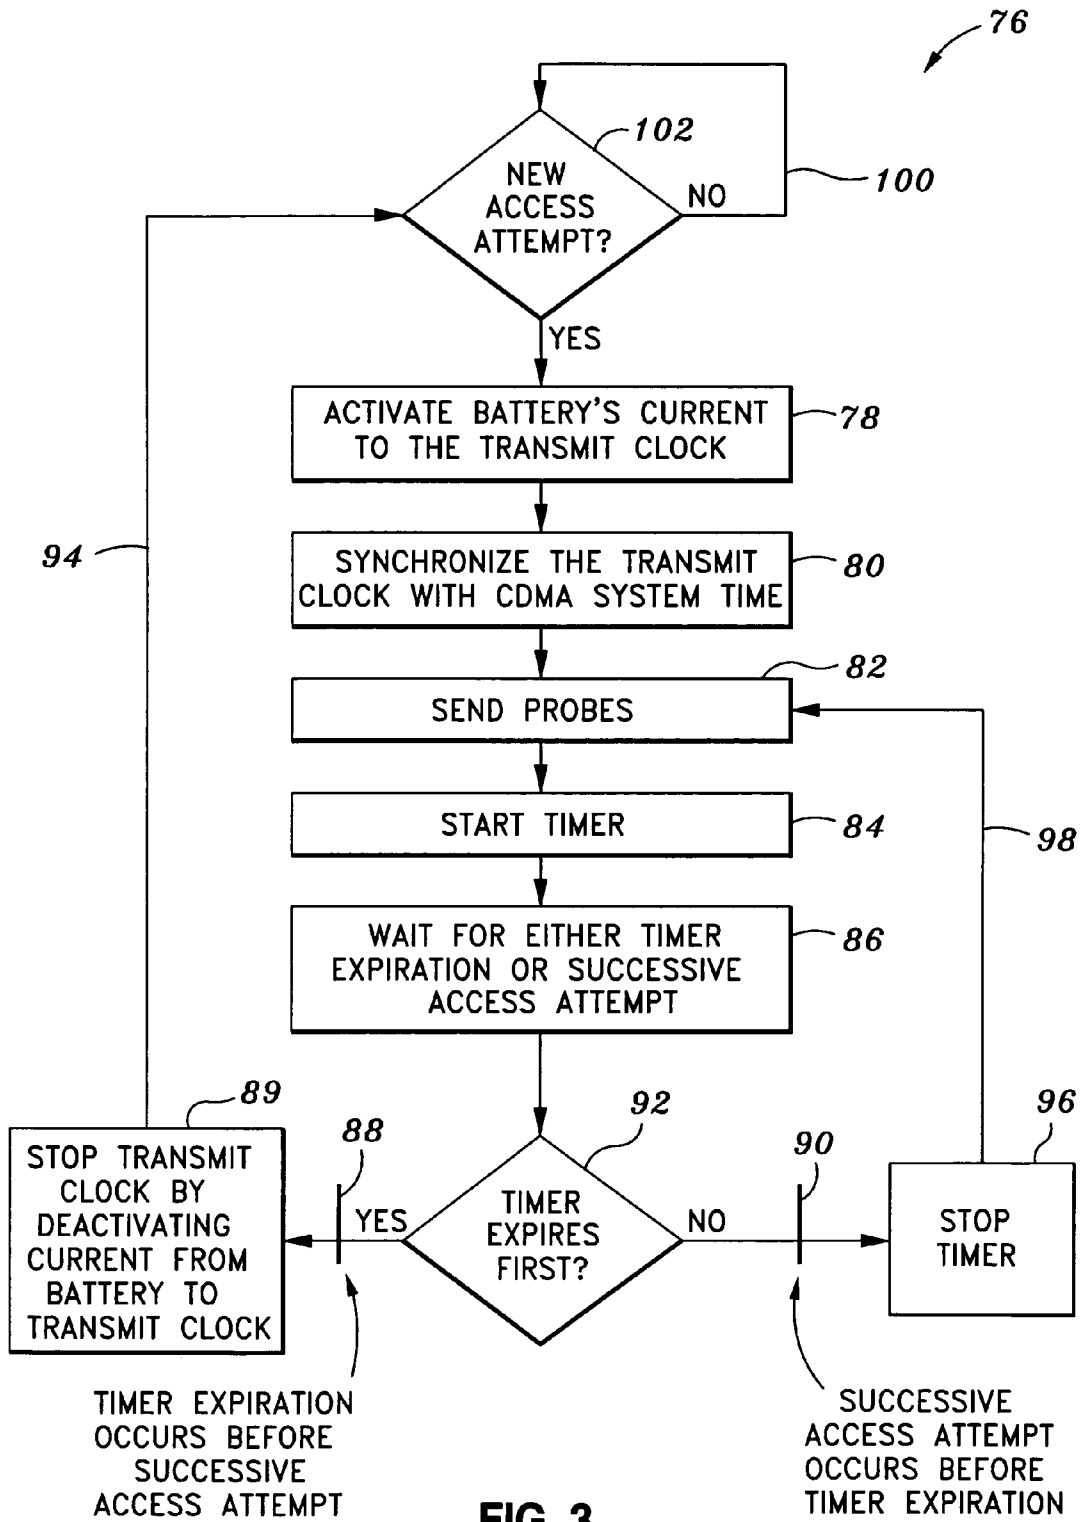 76
102
NEW
ACCESS
ATTEMPT?
NO
100
YES
ACTIVATE BATTERY'S CURRENT
TO THE TRANSMIT CLOCK
78
94
SYNCHRONIZE THE TRANSMIT
CLOCK WITH CDMA SYSTEM TIME
80
82
SEND PROBES
START TIMER
84
98
WAIT FOR EITHER TIMER
EXPIRATION OR SUCCESSIVE
ACCESS ATTEMPT
86
89
STOP TRANSMIT
CLOCK BY
DEACTIVATING
CURRENT FROM
BATTERY TO
TRANSMIT CLOCK
88
YES
92
TIMER
EXPIRES
FIRST?
NO
90
96
STOP
TIMER
TIMER EXPIRATION
OCCURS BEFORE
SUCCESSIVE
ACCESS ATTEMPT
SUCCESSIVE
ACCESS ATTEMPT
OCCURS BEFORE
TIMER EXPIRATION
FIG. 3